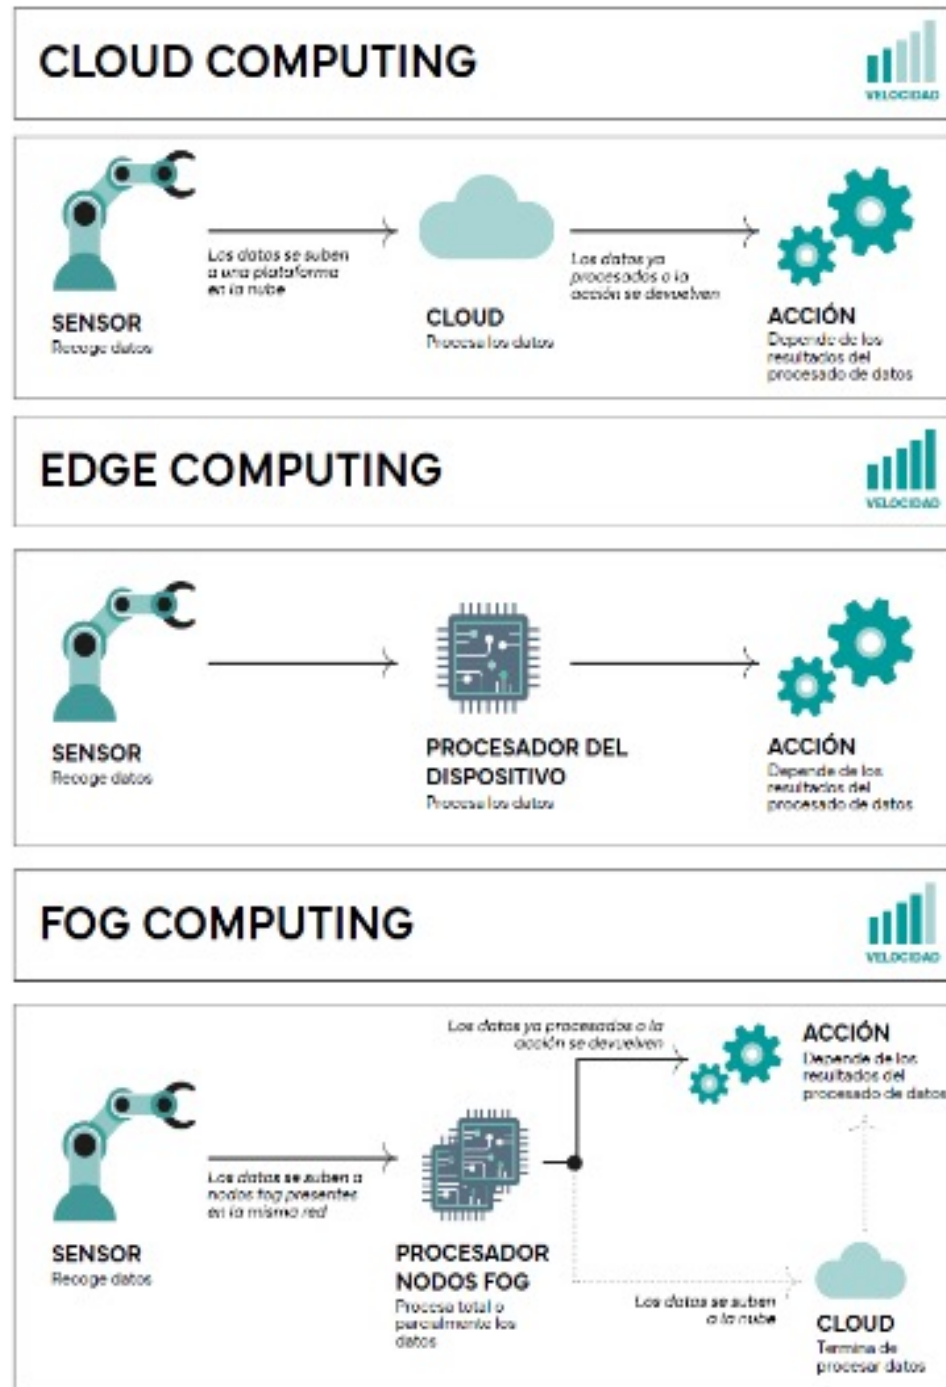 CLOUD COMPUTING
VELOCIDAD
Los datos se suben
a una plataforma
en la nube
Los datos ya
procesados o la
acción se devuelven
SENSOR
Recoge datos
CLOUD
Procesa los datos
ACCIÓN
Depende de los
resultados del
procesado de datos
EDGE COMPUTING
VELOCIDAD
SENSOR
Recoge datos
PROCESADOR DEL
DISPOSITIVO
Procesa los datos
ACCIÓN
Depende de los
resultados del
procesado de datos
FOG COMPUTING
VELOCIDAD
Los datos ya procesados o la
acción se devuelven
ACCIÓN
Depende de los
resultados del
procesado de datos
Los datos se suben a
nodos fog presentes
en la misma red
SENSOR
Recoge datos
PROCESADOR
NODOS FOG
Procesa total o
parcialmente los
datos
Los datos se suben
a la nube
CLOUD
Termina de
procesar datos